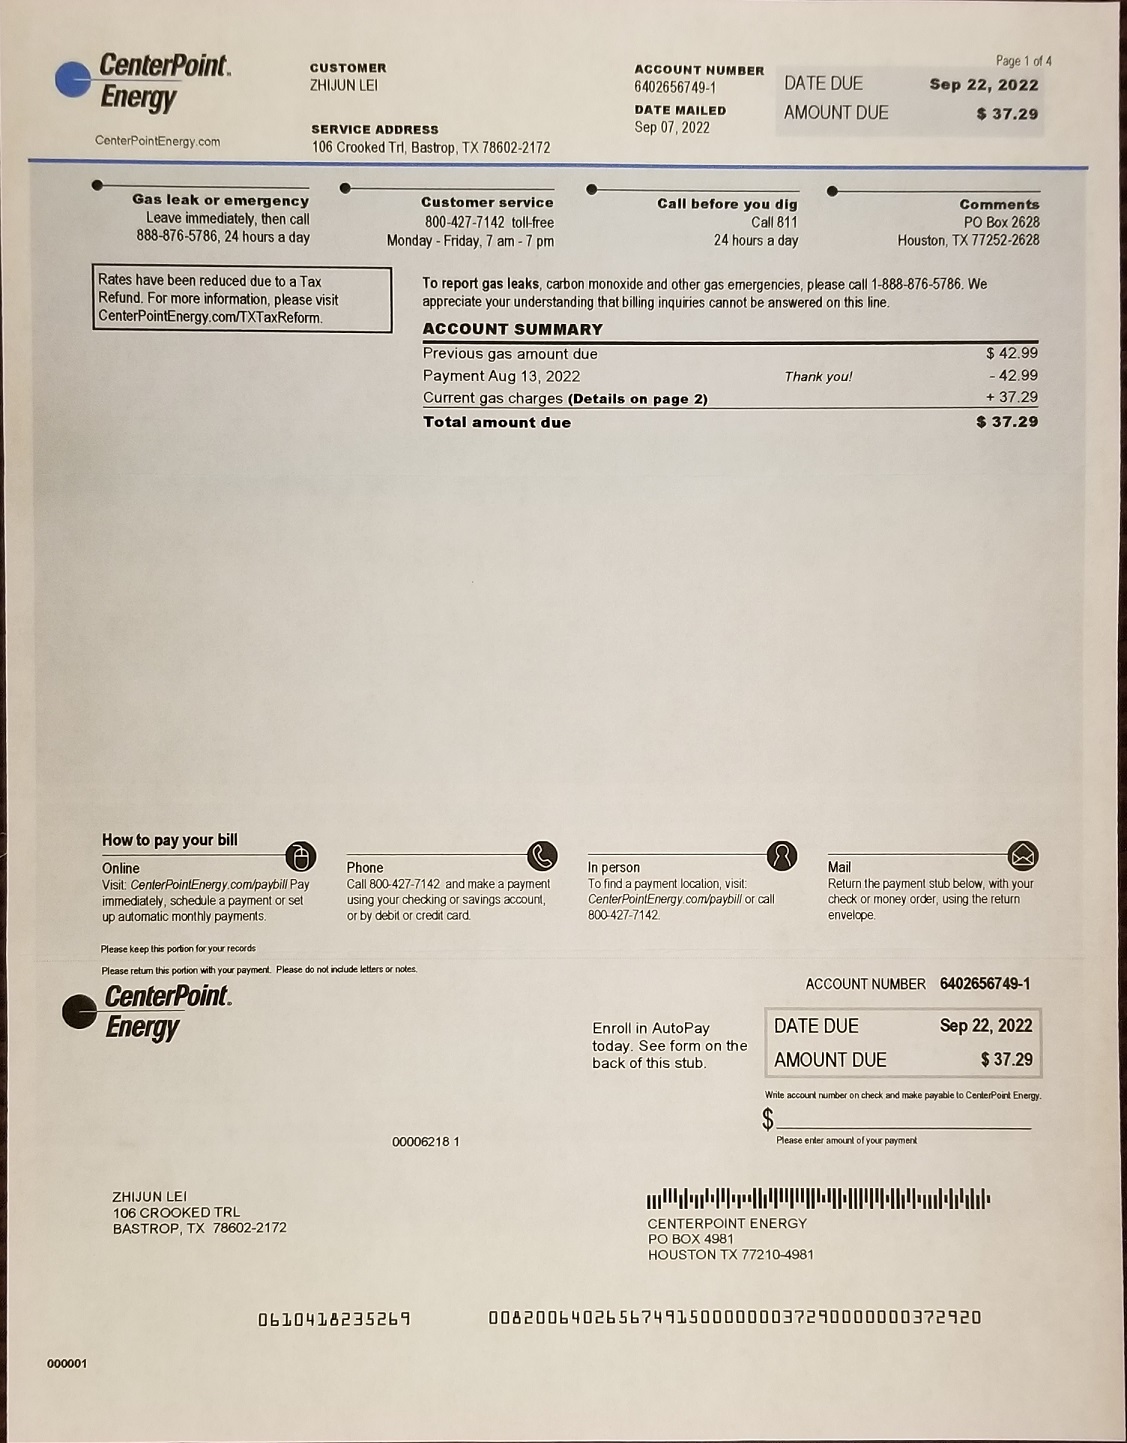 Page 1 of 4
CenterPoint.
Energy
CenterPointEnergy.com
CUSTOMER
ZHIJUN LEI
SERVICE ADDRESS
106 Crooked Trl, Bastrop, TX 78602-2172
ACCOUNT NUMBER
6402656749-1
DATE MAILED
Sep 07, 2022
DATE DUE Sep 22, 2022
AMOUNT DUE $ 37.29
Gas leak or emergency
Leave immediately, then call
888-876-5786, 24 hours a day
Customer service
800-427-7142 toll-free
Monday - Friday, 7 am - 7 pm
Call before you dig
Call 811
24 hours a day
Comments
PO Box 2628
Houston, TX 77252-2628
Rates have been reduced due to a Tax
Refund. For more information, please visit
CenterPointEnergy.com/TXTaxReform.
To report gas leaks, carbon monoxide and other gas emergencies, please call 1-888-876-5786. We
appreciate your understanding that billing inquiries cannot be answered on this line.
ACCOUNT SUMMARY
Previous gas amount due $ 42.99
Payment Aug 13, 2022 Thank you! - 42.99
Current gas charges (Details on page 2) + 37.29
Total amount due $ 37.29
How to pay your bill
Online
Visit: CenterPointEnergy.com/paybill Pay
immediately, schedule a payment or set
up automatic monthly payments.
Phone
Call 800-427-7142 and make a payment
using your checking or savings account,
or by debit or credit card.
In person
To find a payment location, visit:
CenterPointEnergy.com/paybill or call
800-427-7142.
Mail
Return the payment stub below, with your
check or money order, using the return
envelope.
Please keep this portion for your records
Please return this portion with your payment. Please do not include letters or notes.
CenterPoint.
Energy
Enroll in AutoPay
today. See form on the
back of this stub.
ACCOUNT NUMBER 6402656749-1
DATE DUE Sep 22, 2022
AMOUNT DUE $ 37.29
Write account number on check and make payable to CenterPoint Energy.
$
Please enter amount of your payment
00006218 1
ZHIJUN LEI
106 CROOKED TRL
BASTROP, TX 78602-2172
CENTERPOINT ENERGY
PO BOX 4981
HOUSTON TX 77210-4981
0610418235269 008200640265674915000000037290000000372920
000001